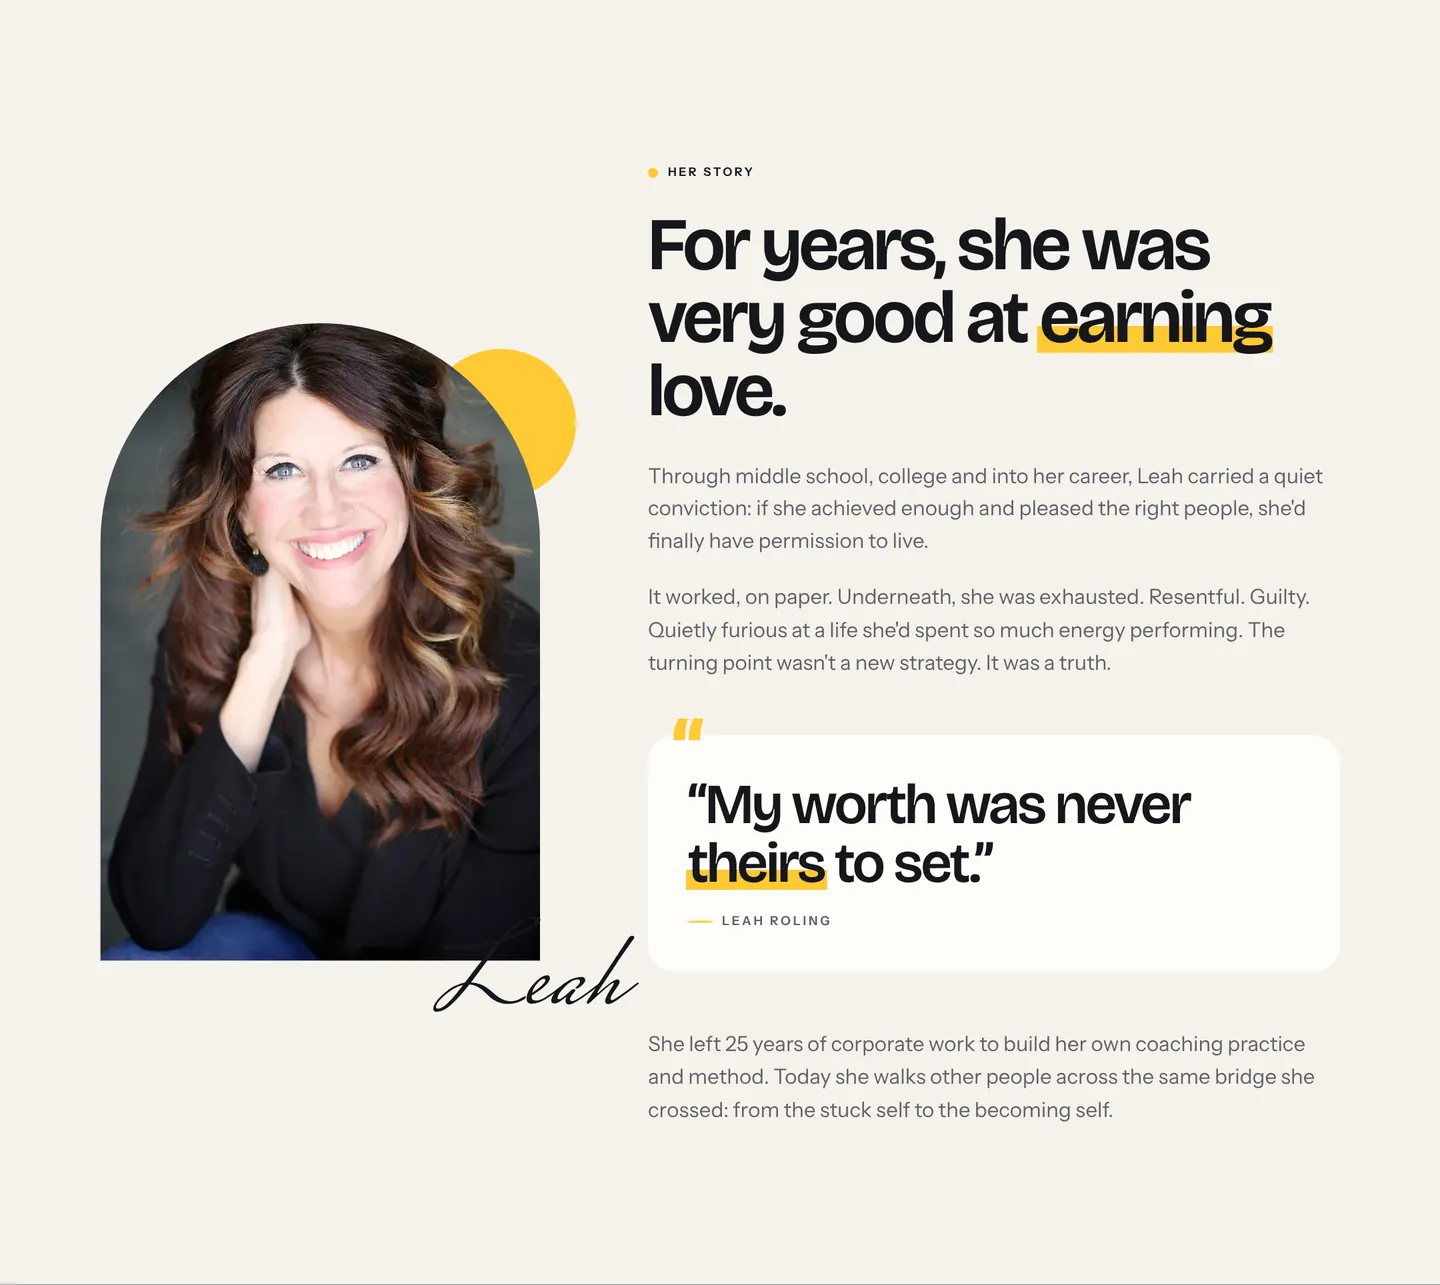 HER STORY
For years, she was
very good at earning
love.
Through middle school, college and into her career, Leah carried a quiet
conviction: if she achieved enough and pleased the right people, she'd
finally have permission to live.
It worked, on paper. Underneath, she was exhausted. Resentful. Guilty.
Quietly furious at a life she'd spent so much energy performing. The
turning point wasn't a new strategy. It was a truth.
“
“My worth was never
theirs to set.”
LEAH ROLING
Leah
She left 25 years of corporate work to build her own coaching practice
and method. Today she walks other people across the same bridge she
crossed: from the stuck self to the becoming self.